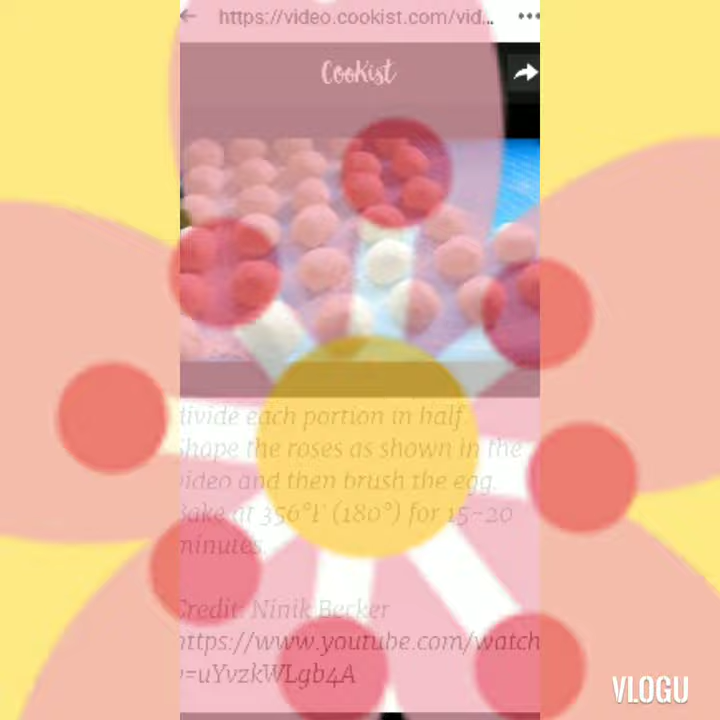 https://video.cookist.com/vid...
Cookist
divide each portion in half.
Shape the roses as shown in the
video and then brush the egg.
Bake at 356°F (180°) for 15~20
minutes.
Credit: Ninik Becker
https://www.youtube.com/watch
v=uYvzkWLgb4A
VLOGU